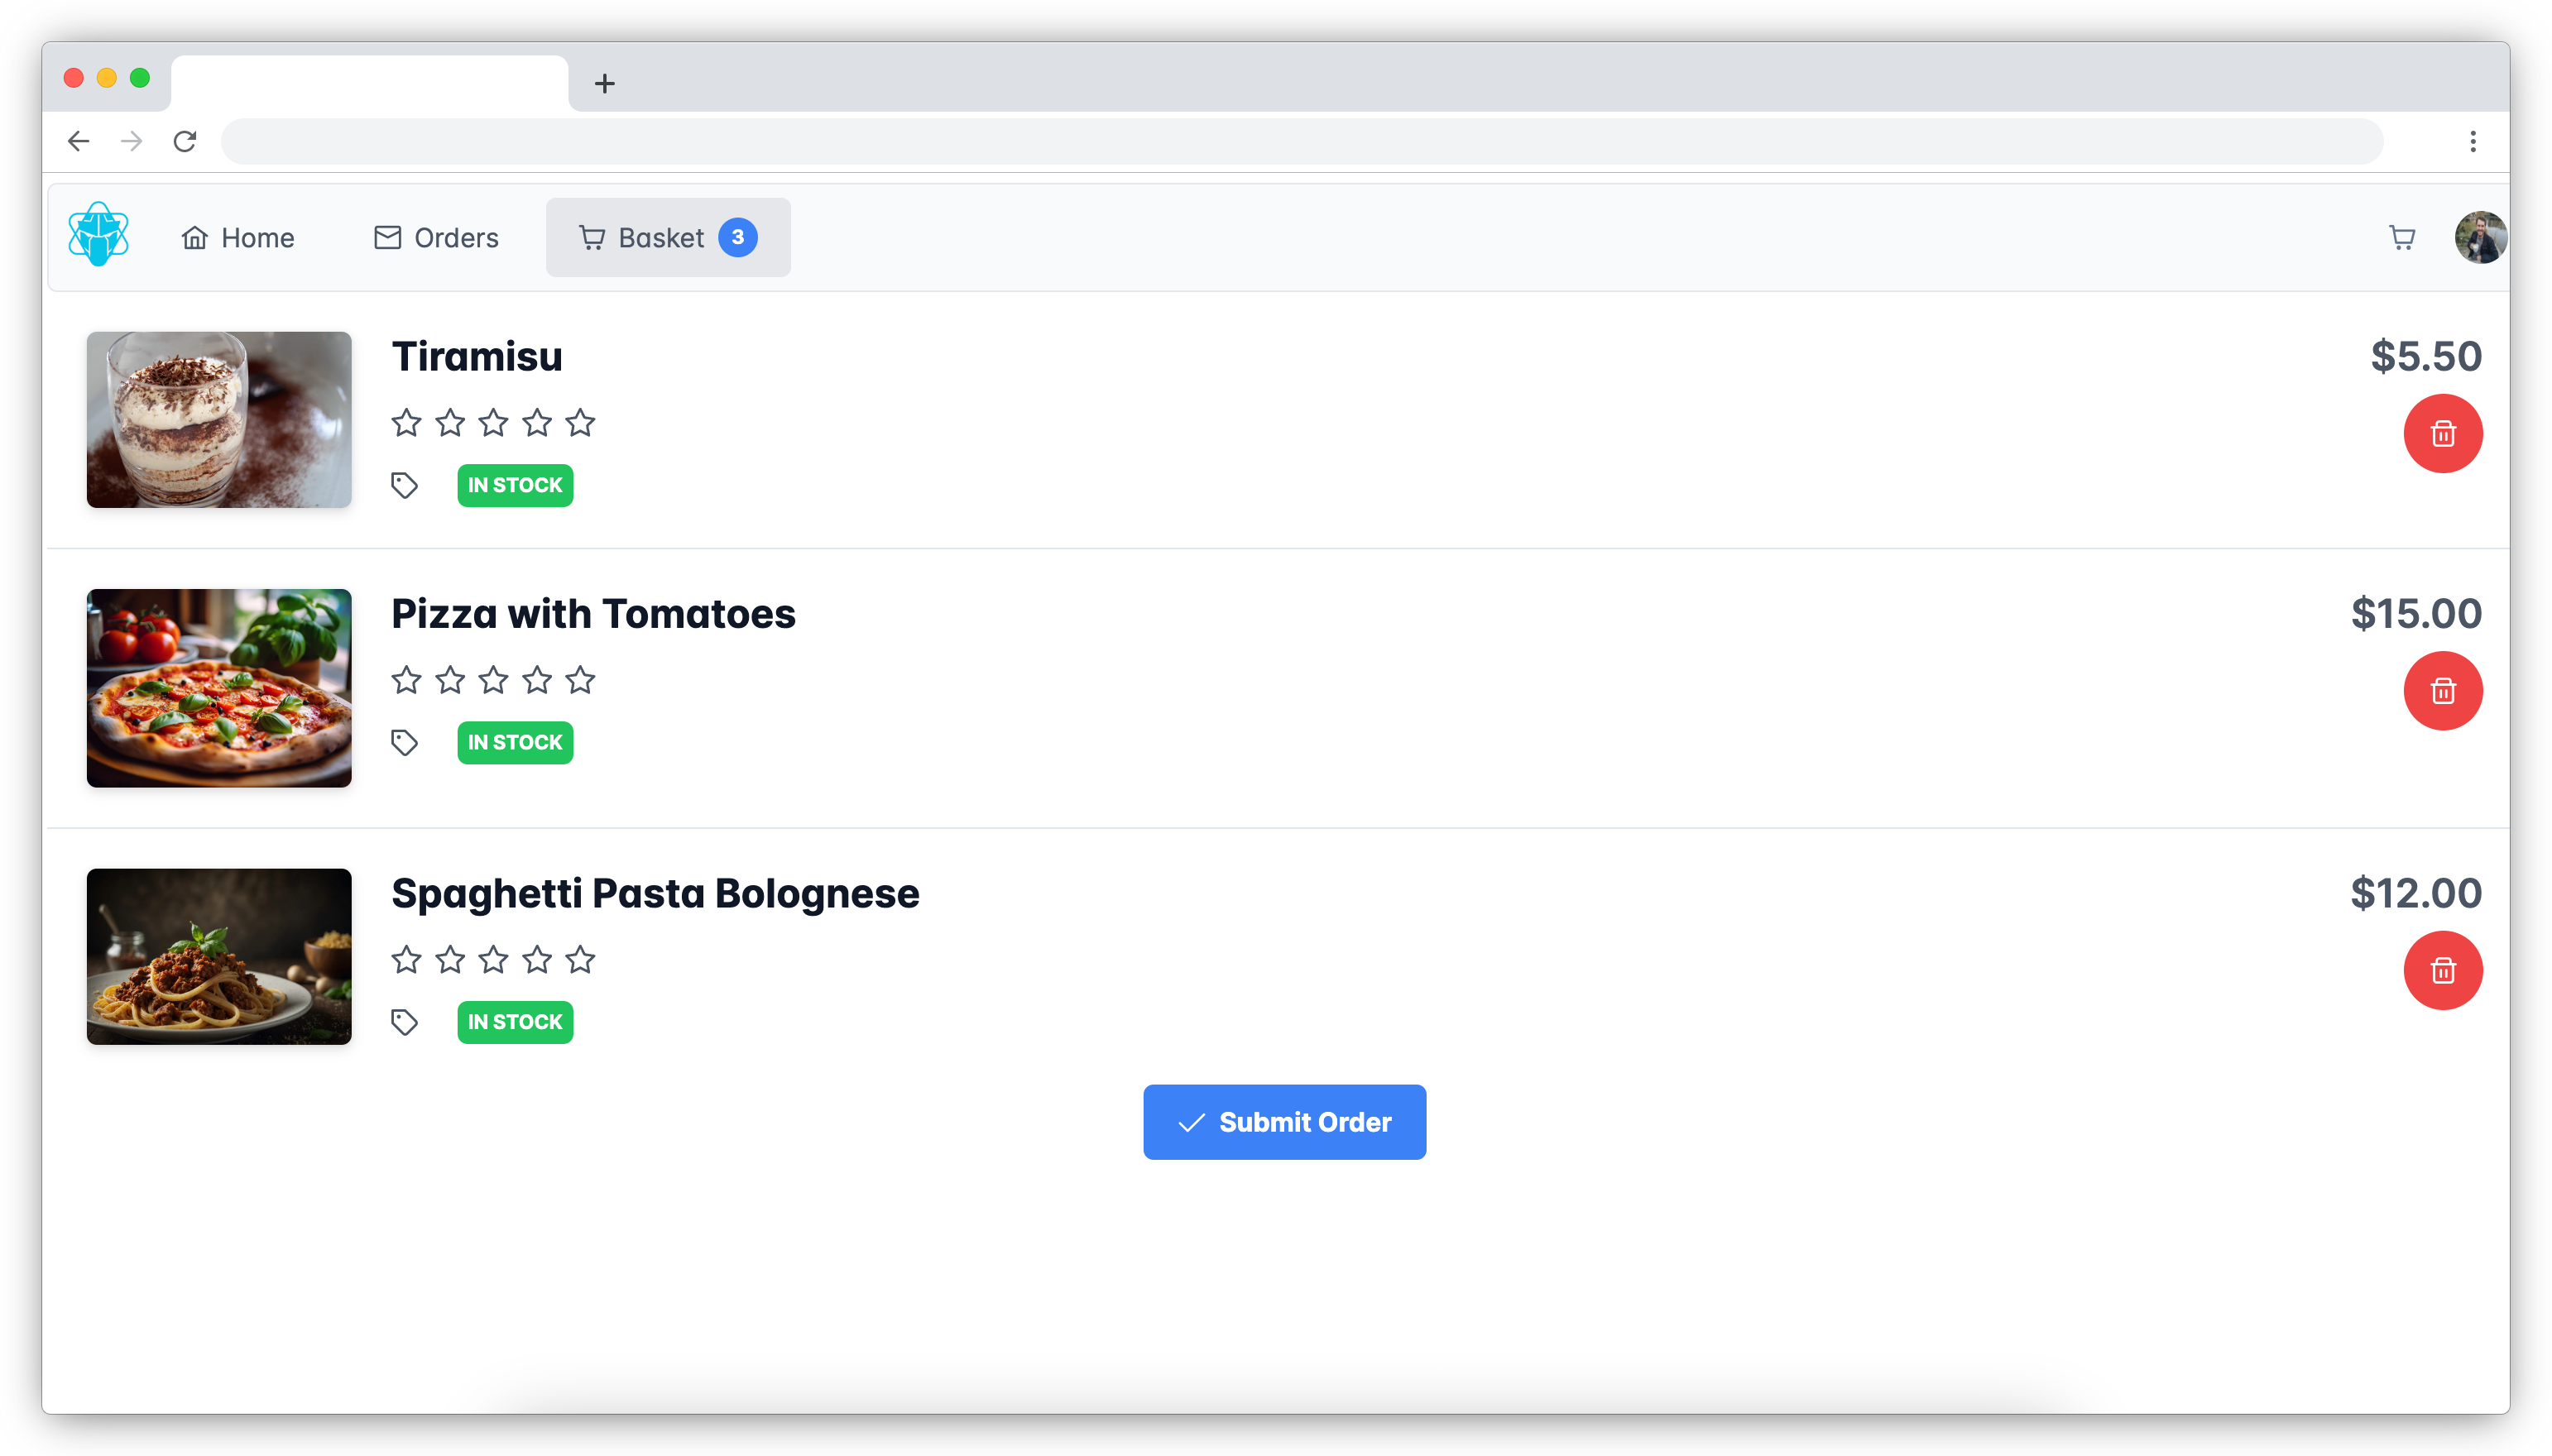 Home Orders Basket 3
Tiramisu $5.50
IN STOCK
Pizza with Tomatoes $15.00
IN STOCK
Spaghetti Pasta Bolognese $12.00
IN STOCK
Submit Order